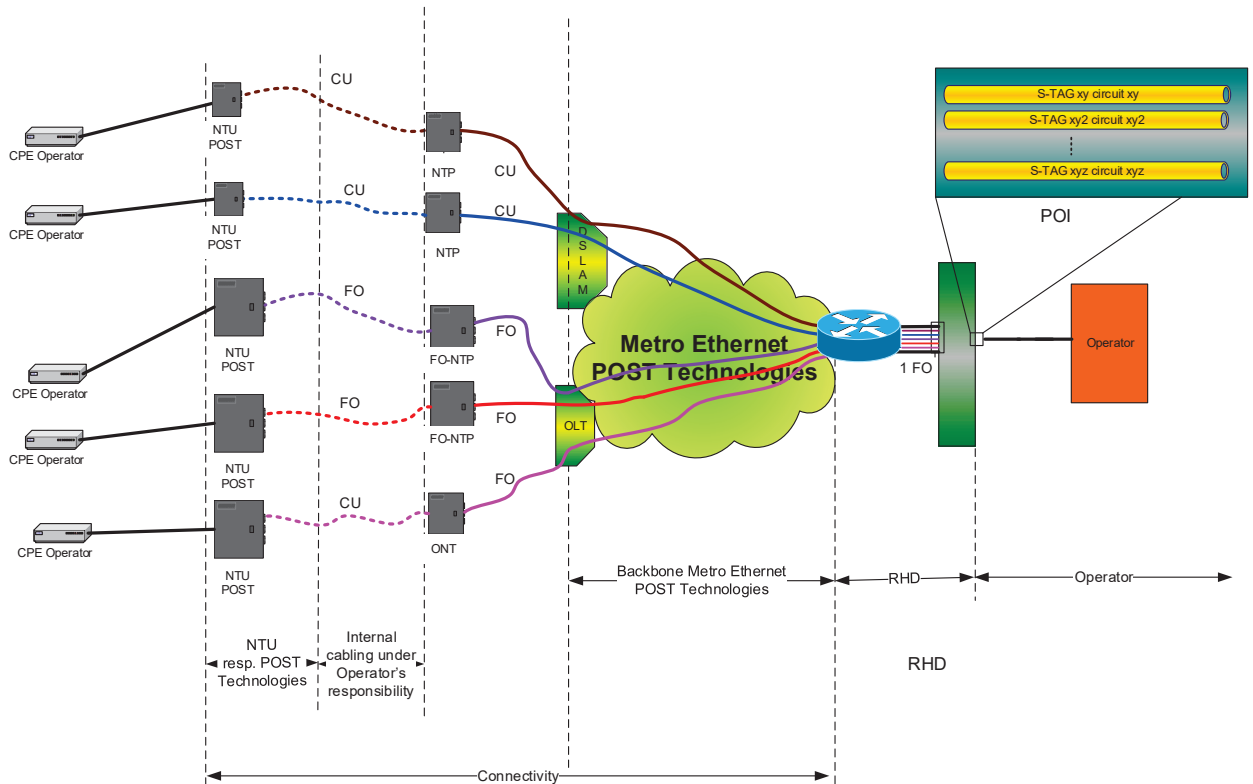 S-TAG xy circuit xy
S-TAG xy2 circuit xy2
S-TAG xyz circuit xyz
POI
CU
NTU
POST
CPE Operator
NTP
CU
CU
NTU
POST
CPE Operator
NTP
CU
DSLAM
FO
NTU
POST
CPE Operator
FO-NTP
FO
Metro Ethernet
POST Technologies
1 FO
Operator
FO
NTU
POST
CPE Operator
FO-NTP
FO
OLT
CU
NTU
POST
CPE Operator
ONT
FO
Backbone Metro Ethernet
POST Technologies
RHD
Operator
NTU
resp. POST
Technologies
Internal
cabling under
Operator's
responsibility
RHD
Connectivity